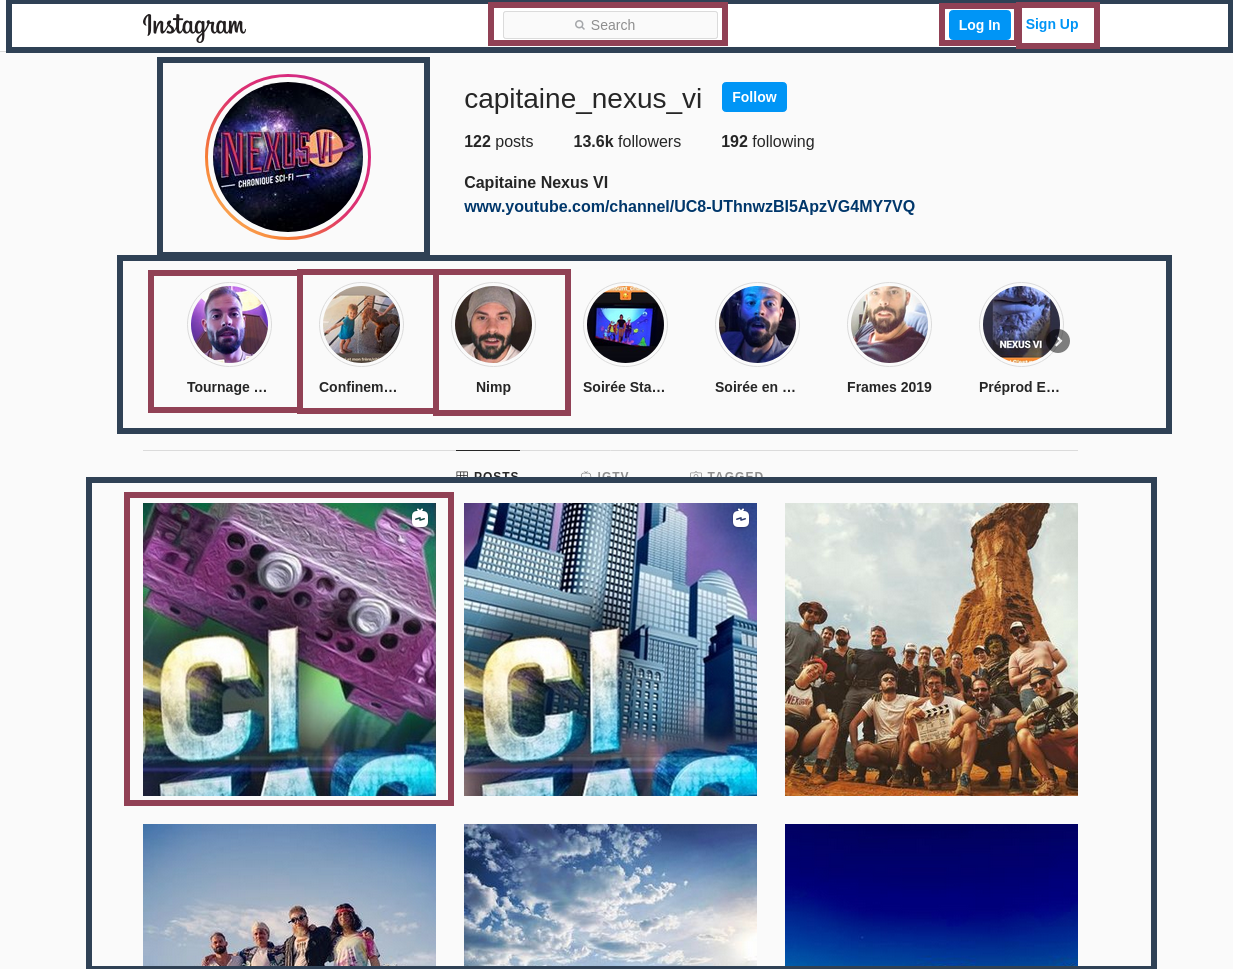 Instagram
Search
Log In
Sign Up
NEXUS VI
CHRONIQUE SCI-FI
capitaine_nexus_vi
Follow
122 posts
13.6k followers
192 following
Capitaine Nexus VI
www.youtube.com/channel/UC8-UThnwzBI5ApzVG4MY7VQ
NEXUS VI
Tournage …
Confinem…
Nimp
Soirée Sta…
Soirée en …
Frames 2019
Préprod E…
POSTS
IGTV
TAGGED
CI
CI